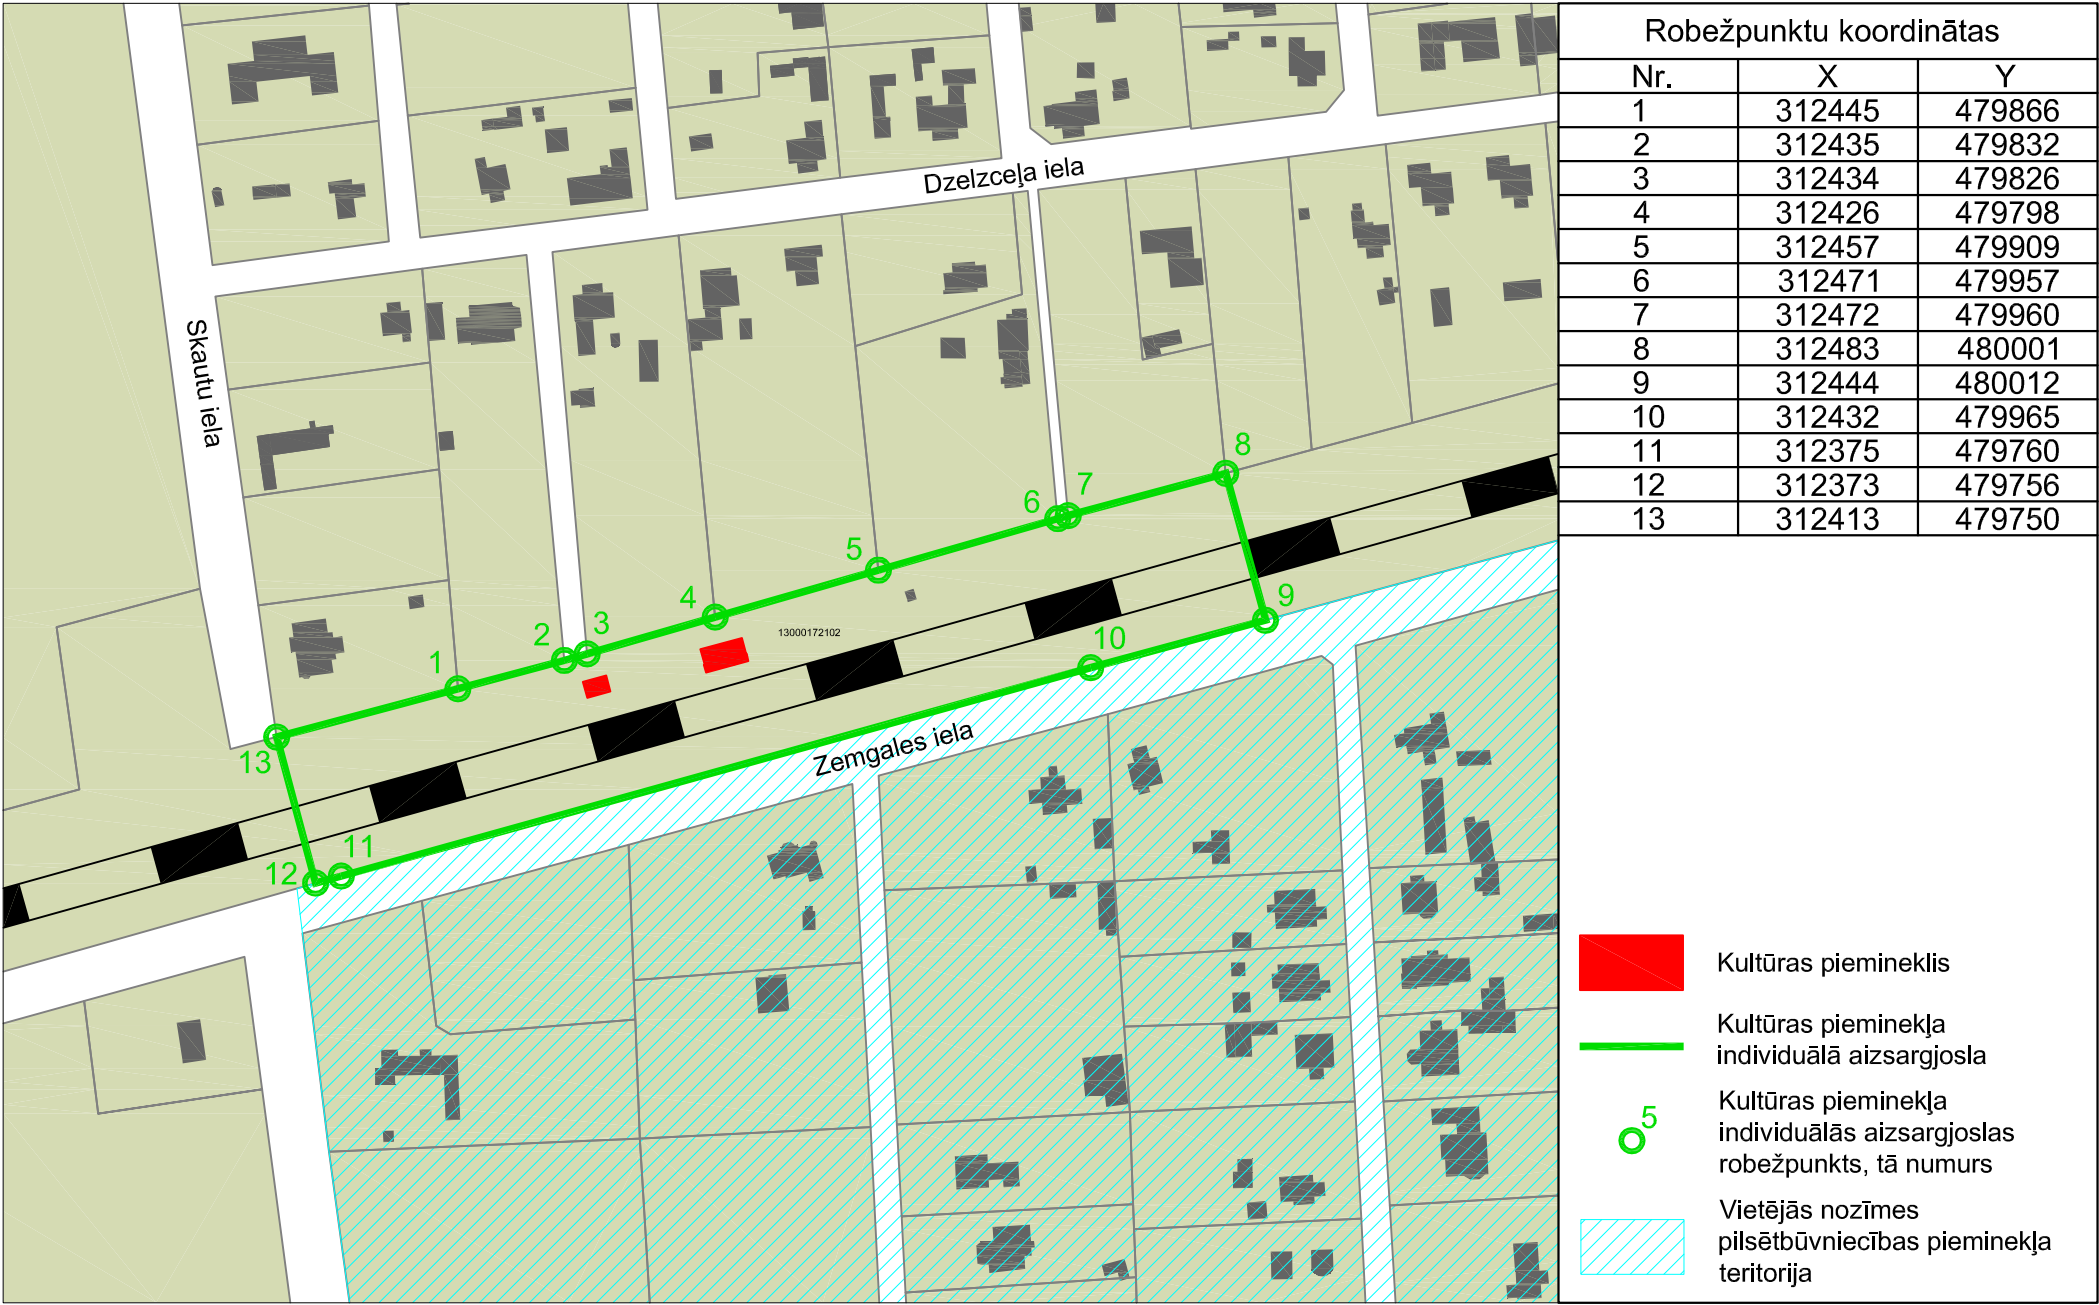 Robežpunktu koordinātas
Nr. X Y
1 312445 479866
2 312435 479832
3 312434 479826
4 312426 479798
5 312457 479909
6 312471 479957
7 312472 479960
8 312483 480001
9 312444 480012
10 312432 479965
11 312375 479760
12 312373 479756
13 312413 479750
Dzelzceļa iela
Skautu iela
8
7
6
5
4
9
3
13000172102
10
2
1
Zemgales iela
13
11
12
Kultūras piemineklis
Kultūras pieminekļa
individuālā aizsargjosla
Kultūras pieminekļa
5
individuālās aizsargjoslas
robežpunkts, tā numurs
Vietējās nozīmes
pilsētbūvniecības pieminekļa
teritorija